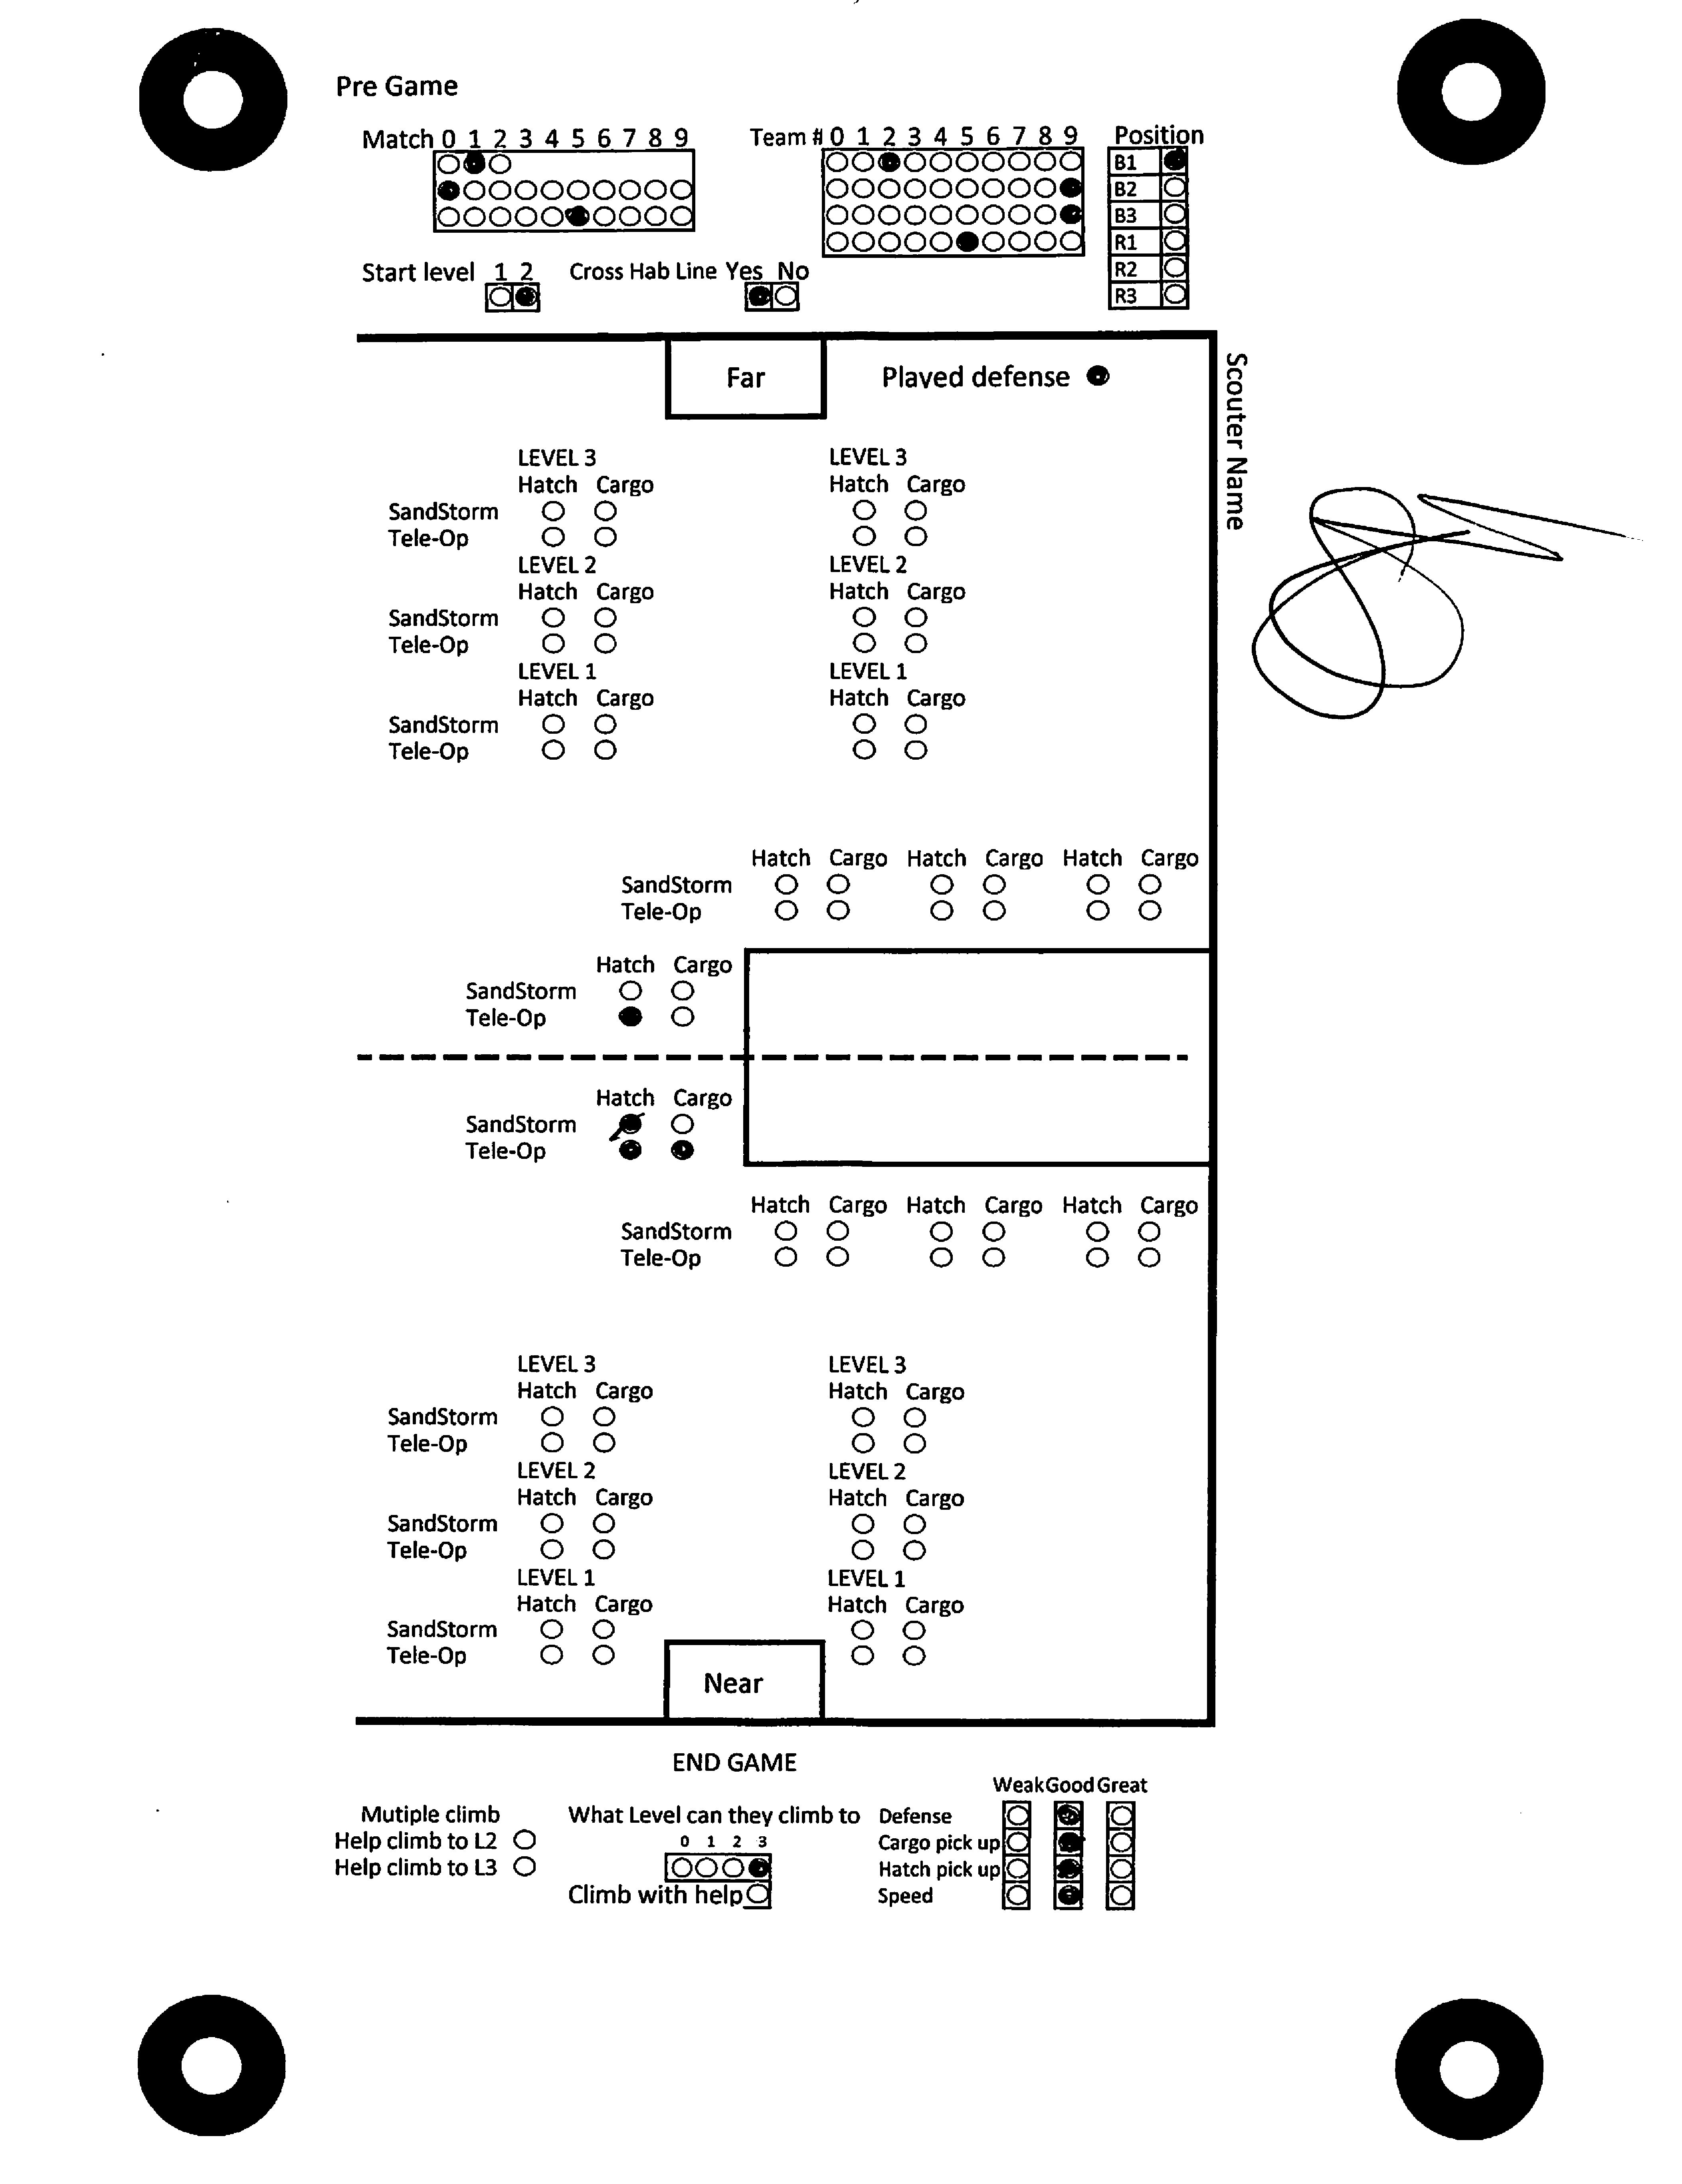 Pre Game
Match 0 1 2 3 4 5 6 7 8 9
Team # 0 1 2 3 4 5 6 7 8 9
Position
B1
B2
B3
R1
R2
R3
Start level 1 2
Cross Hab Line Yes No
Far
Played defense
Scouter Name
LEVEL 3 LEVEL 3
Hatch Cargo Hatch Cargo
SandStorm
Tele-Op
LEVEL 2 LEVEL 2
Hatch Cargo Hatch Cargo
SandStorm
Tele-Op
LEVEL 1 LEVEL 1
Hatch Cargo Hatch Cargo
SandStorm
Tele-Op
Hatch Cargo Hatch Cargo Hatch Cargo
SandStorm
Tele-Op
Hatch Cargo
SandStorm
Tele-Op
Hatch Cargo
SandStorm
Tele-Op
Hatch Cargo Hatch Cargo Hatch Cargo
SandStorm
Tele-Op
LEVEL 3 LEVEL 3
Hatch Cargo Hatch Cargo
SandStorm
Tele-Op
LEVEL 2 LEVEL 2
Hatch Cargo Hatch Cargo
SandStorm
Tele-Op
LEVEL 1 LEVEL 1
Hatch Cargo Hatch Cargo
SandStorm
Tele-Op
Near
END GAME
Mutiple climb
Help climb to L2
Help climb to L3
What Level can they climb to
0 1 2 3
Climb with help
Weak Good Great
Defense
Cargo pick up
Hatch pick up
Speed